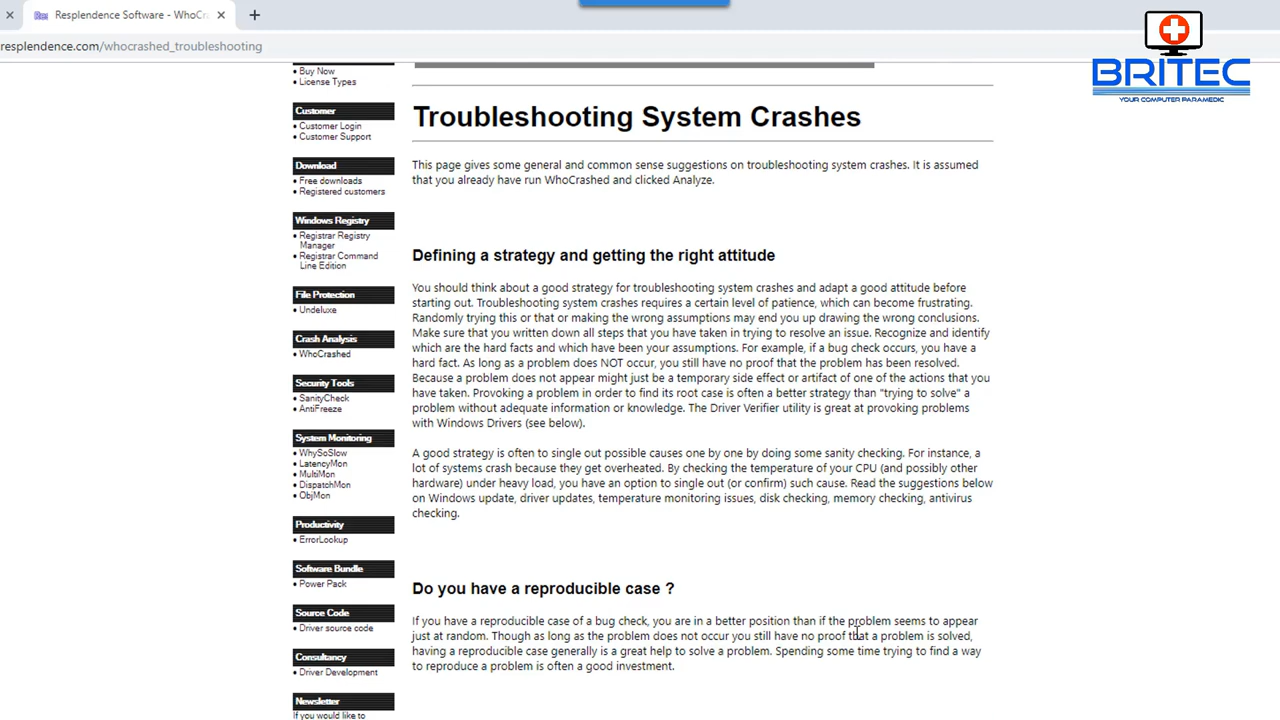 Resplendence Software - WhoCr
resplendence.com/whocrashed_troubleshooting
BRITEC
YOUR COMPUTER PARAMEDIC
• Buy Now
• License Types
Customer
• Customer Login
• Customer Support
Download
• Free downloads
• Registered customers
Windows Registry
• Registrar Registry
Manager
• Registrar Command
Line Edition
File Protection
• Undeluxe
Crash Analysis
• WhoCrashed
Security Tools
• SanityCheck
• AntiFreeze
System Monitoring
• WhySoSlow
• LatencyMon
• MultiMon
• DispatchMon
• ObjMon
Productivity
• ErrorLookup
Software Bundle
• Power Pack
Source Code
• Driver source code
Consultancy
• Driver Development
Newsletter
If you would like to
Troubleshooting System Crashes
This page gives some general and common sense suggestions on troubleshooting system crashes. It is assumed
that you already have run WhoCrashed and clicked Analyze.
Defining a strategy and getting the right attitude
You should think about a good strategy for troubleshooting system crashes and adapt a good attitude before
starting out. Troubleshooting system crashes requires a certain level of patience, which can become frustrating.
Randomly trying this or that or making the wrong assumptions may end you up drawing the wrong conclusions.
Make sure that you written down all steps that you have taken in trying to resolve an issue. Recognize and identify
which are the hard facts and which have been your assumptions. For example, if a bug check occurs, you have a
hard fact. As long as a problem does NOT occur, you still have no proof that the problem has been resolved.
Because a problem does not appear might just be a temporary side effect or artifact of one of the actions that you
have taken. Provoking a problem in order to find its root case is often a better strategy than "trying to solve" a
problem without adequate information or knowledge. The Driver Verifier utility is great at provoking problems
with Windows Drivers (see below).
A good strategy is often to single out possible causes one by one by doing some sanity checking. For instance, a
lot of systems crash because they get overheated. By checking the temperature of your CPU (and possibly other
hardware) under heavy load, you have an option to single out (or confirm) such cause. Read the suggestions below
on Windows update, driver updates, temperature monitoring issues, disk checking, memory checking, antivirus
checking.
Do you have a reproducible case ?
If you have a reproducible case of a bug check, you are in a better position than if the problem seems to appear
just at random. Though as long as the problem does not occur you still have no proof that a problem is solved,
having a reproducible case generally is a great help to solve a problem. Spending some time trying to find a way
to reproduce a problem is often a good investment.